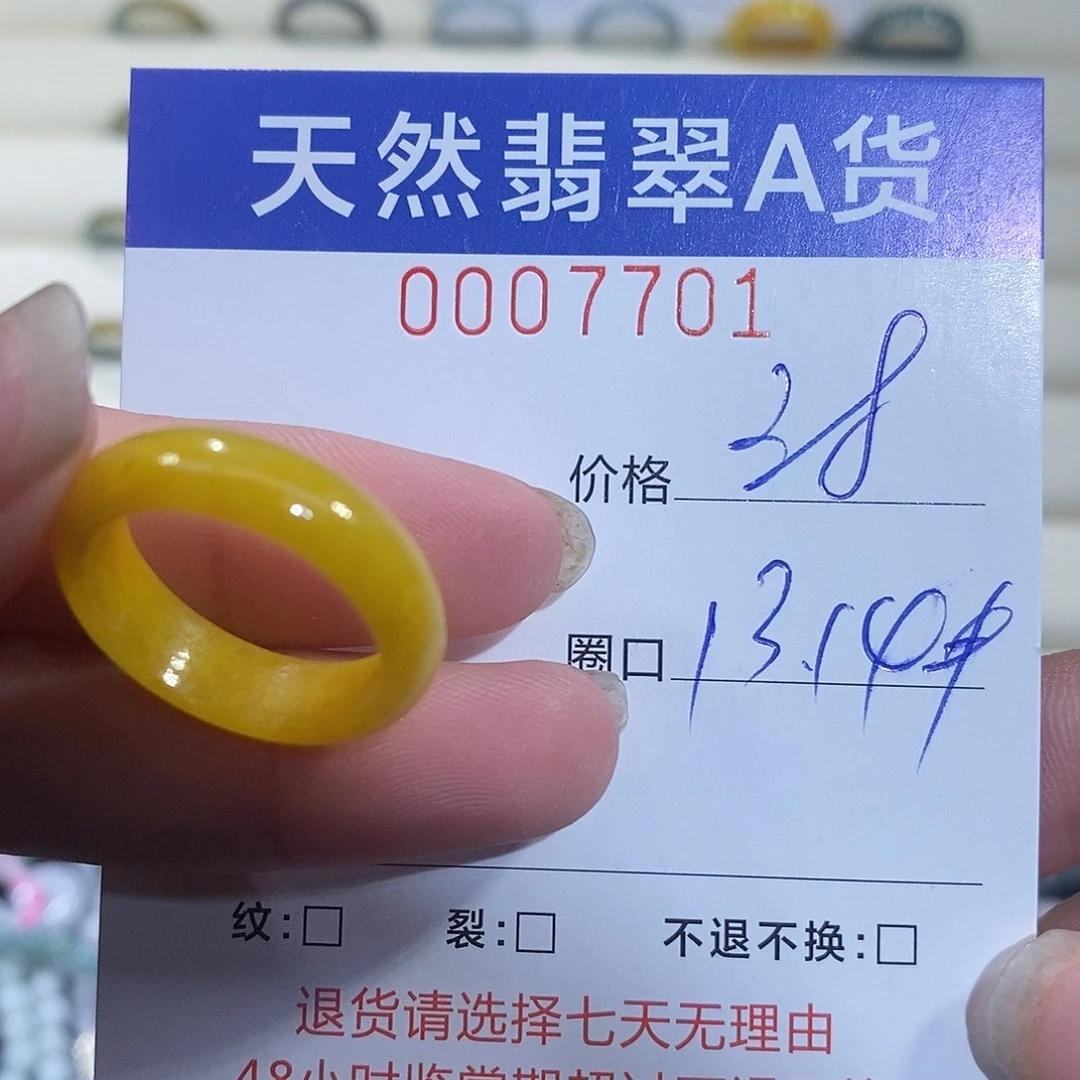 天然翡翠A货
0007701
价格 38
圈口 13.14#
纹:□ 裂:□ 不退不换:□
退货请选择七天无理由